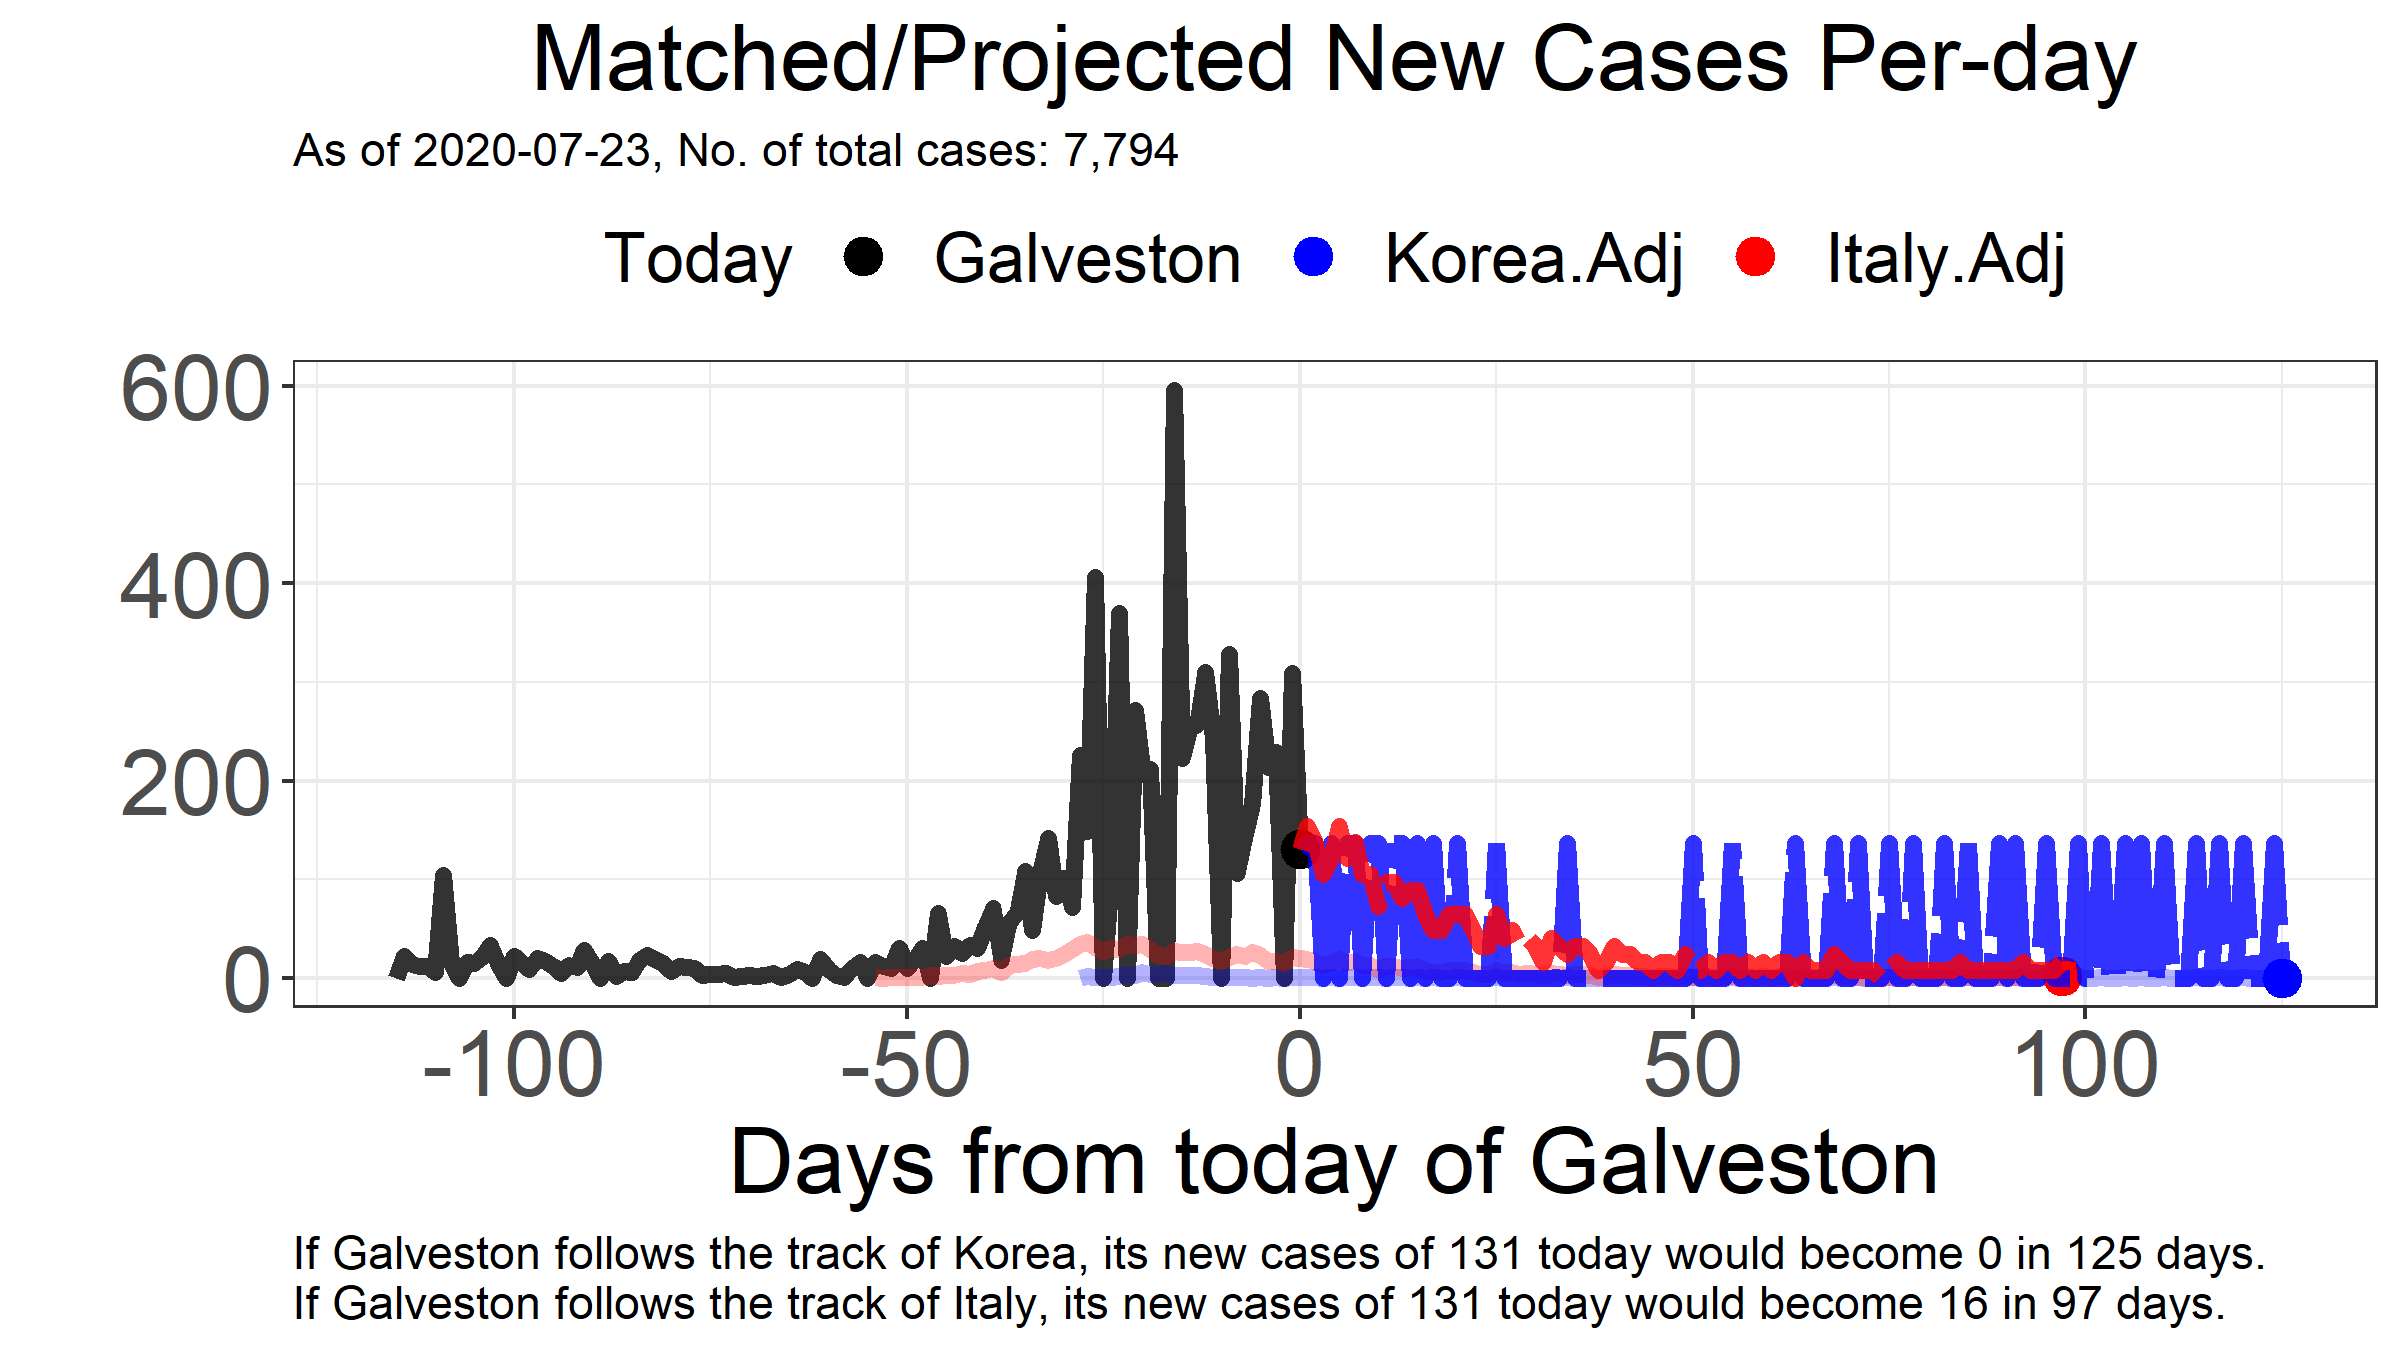 Matched/Projected New Cases Per-day
As of 2020-07-23, No. of total cases: 7,794
Today Galveston Korea.Adj Italy.Adj
600
400
200
0
-100 -50 0 50 100
Days from today of Galveston
If Galveston follows the track of Korea, its new cases of 131 today would become 0 in 125 days.
If Galveston follows the track of Italy, its new cases of 131 today would become 16 in 97 days.